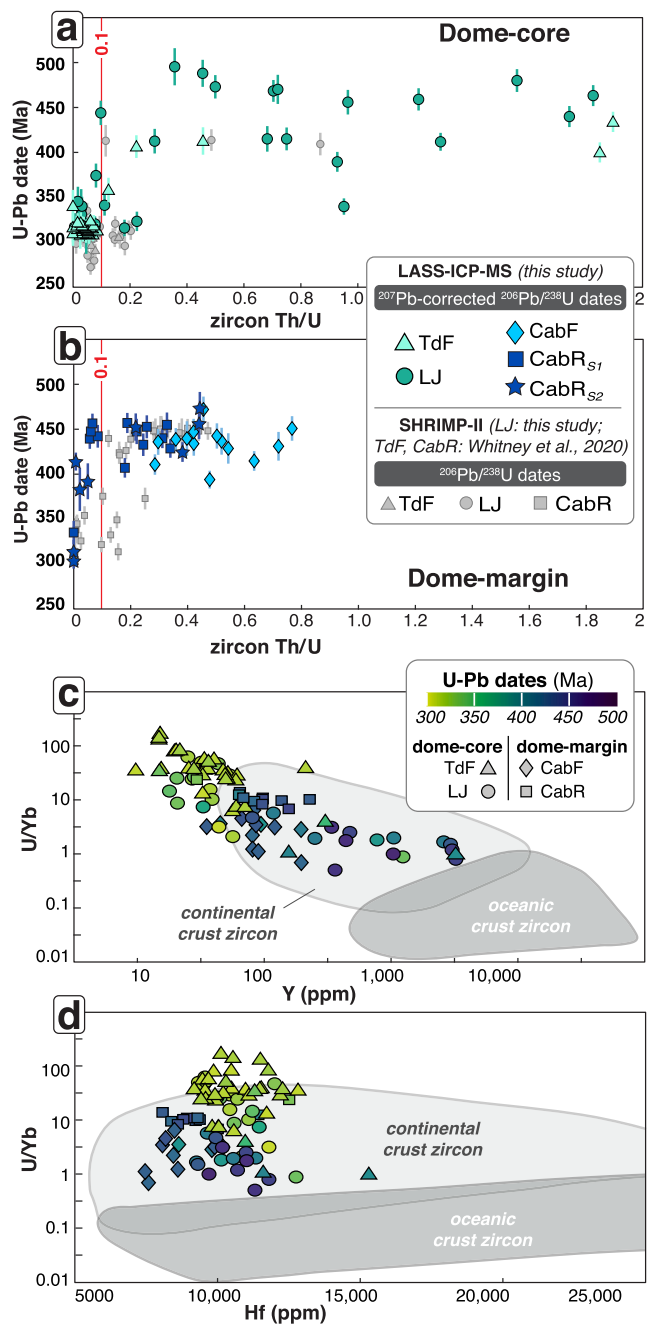 a
Dome-core
0.1
500
450
400
350
300
250
U-Pb date (Ma)
0 0.2 0.4 0.6 0.8 1.0 2
zircon Th/U
LASS-ICP-MS (this study)
207Pb-corrected 206Pb/238U dates
TdF
LJ
CabF
CabRS1
CabRS2
SHRIMP-II (LJ: this study;
TdF, CabR: Whitney et al., 2020)
206Pb/238U dates
TdF LJ CabR
b
0.1
500
450
400
350
300
250
U-Pb date (Ma)
Dome-margin
0 0.2 0.4 0.6 0.8 1.0 1.2 1.4 1.6 1.8 2
zircon Th/U
c
U-Pb dates (Ma)
300 350 400 450 500
dome-core dome-margin
TdF CabF
LJ CabR
100
10
1
0.1
0.01
U/Yb
continental
crust zircon
oceanic
crust zircon
10 100 1,000 10,000
Y (ppm)
d
100
10
1
0.1
0.01
U/Yb
continental
crust zircon
oceanic
crust zircon
5000 10,000 15,000 20,000 25,000
Hf (ppm)